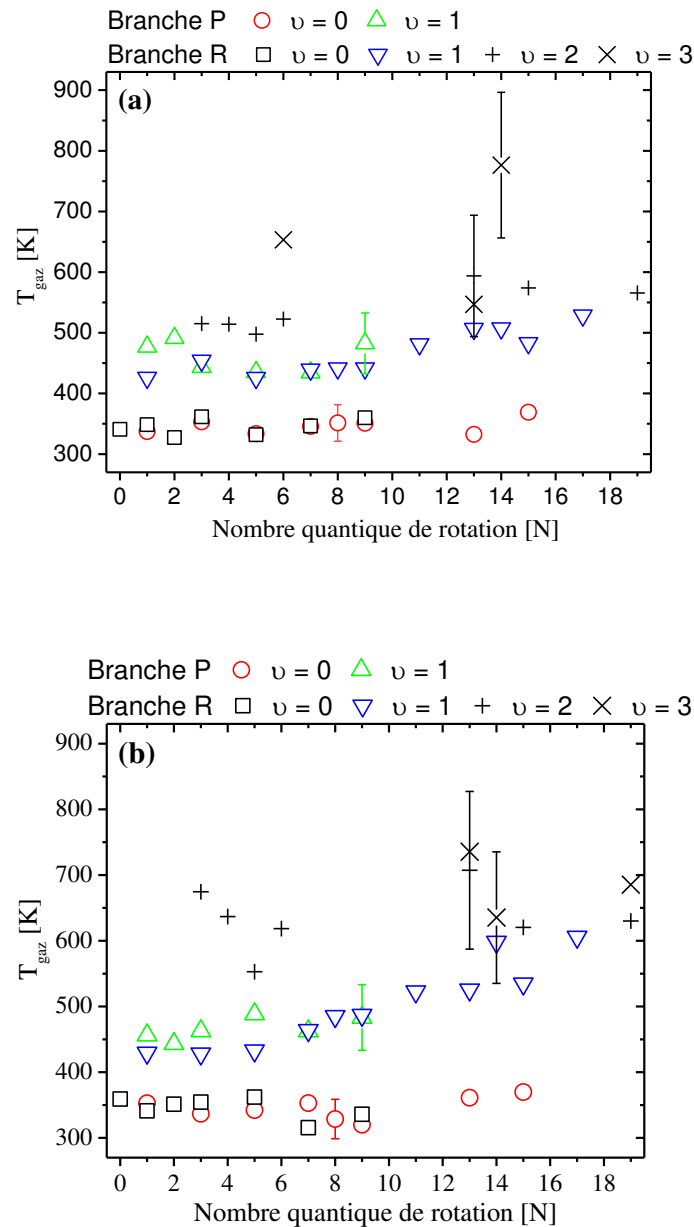 Branche P υ = 0 υ = 1
Branche R υ = 0 υ = 1 υ = 2 υ = 3
(a)
900
800
700
600
500
400
300
T_gaz [K]
0 2 4 6 8 10 12 14 16 18
Nombre quantique de rotation [N]
Branche P υ = 0 υ = 1
Branche R υ = 0 υ = 1 υ = 2 υ = 3
(b)
900
800
700
600
500
400
300
T_gaz [K]
0 2 4 6 8 10 12 14 16 18
Nombre quantique de rotation [N]